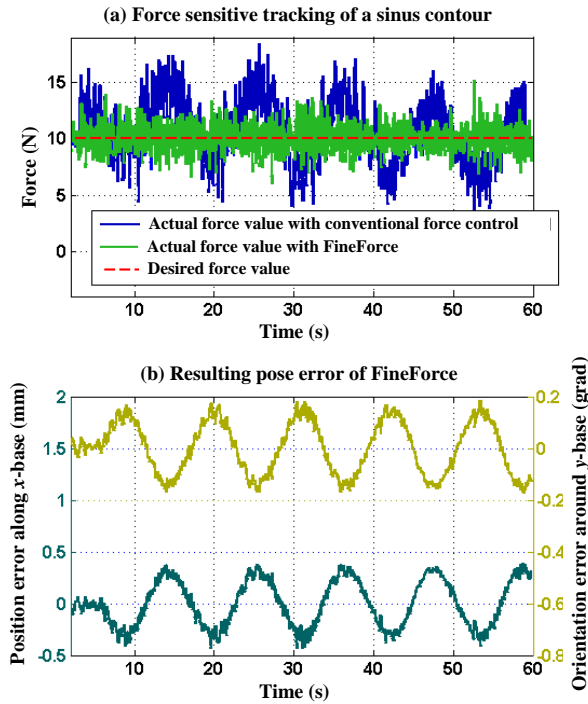 (a) Force sensitive tracking of a sinus contour
15
10
5
0
Force (N)
Actual force value with conventional force control
Actual force value with FineForce
Desired force value
10 20 30 40 50 60
Time (s)
(b) Resulting pose error of FineForce
2
1.5
1
0.5
0
-0.5
Position error along x-base (mm)
0.2
0
-0.2
-0.4
-0.6
-0.8
Orientation error around y-base (grad)
10 20 30 40 50 60
Time (s)